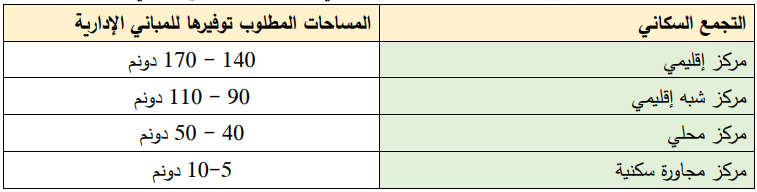 التجمع السكاني المساحات المطلوب توفيرها للمباني الإدارية
مركز إقليمي 140 – 170 دونم
مركز شبه إقليمي 90 – 110 دونم
مركز محلي 40 – 50 دونم
مركز مجاورة سكنية 5-10 دونم